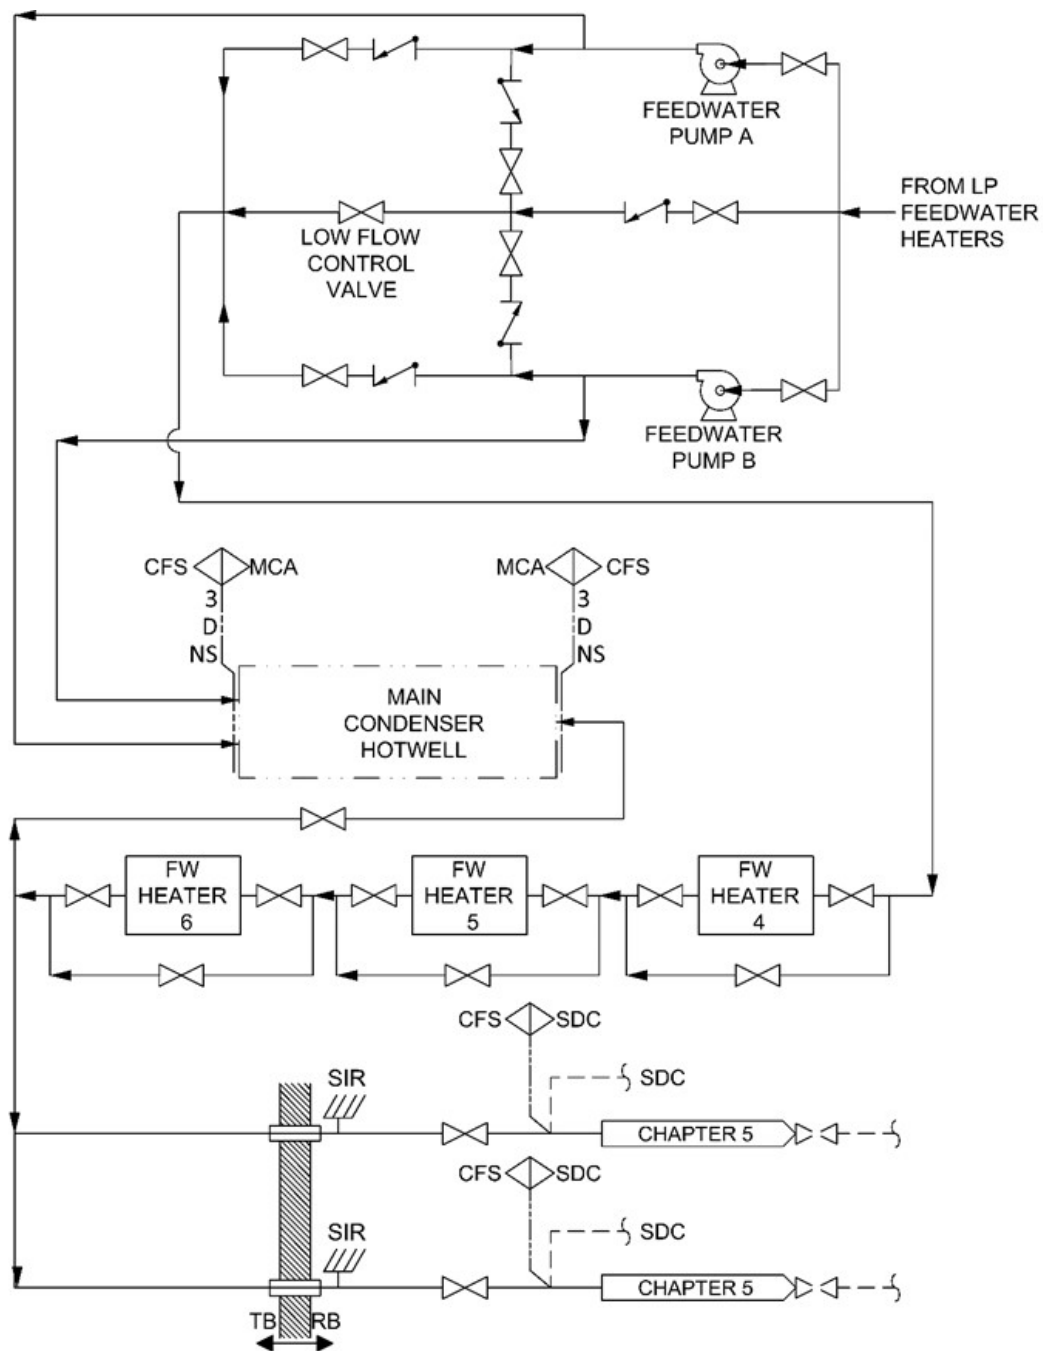 FEEDWATER
PUMP A
FROM LP
FEEDWATER
HEATERS
LOW FLOW
CONTROL
VALVE
FEEDWATER
PUMP B
CFS MCA
3
D
NS
MCA CFS
3
D
NS
MAIN
CONDENSER
HOTWELL
FW
HEATER
6
FW
HEATER
5
FW
HEATER
4
CFS SDC
SIR
SDC
CHAPTER 5
CFS SDC
SIR
SDC
CHAPTER 5
TB RB